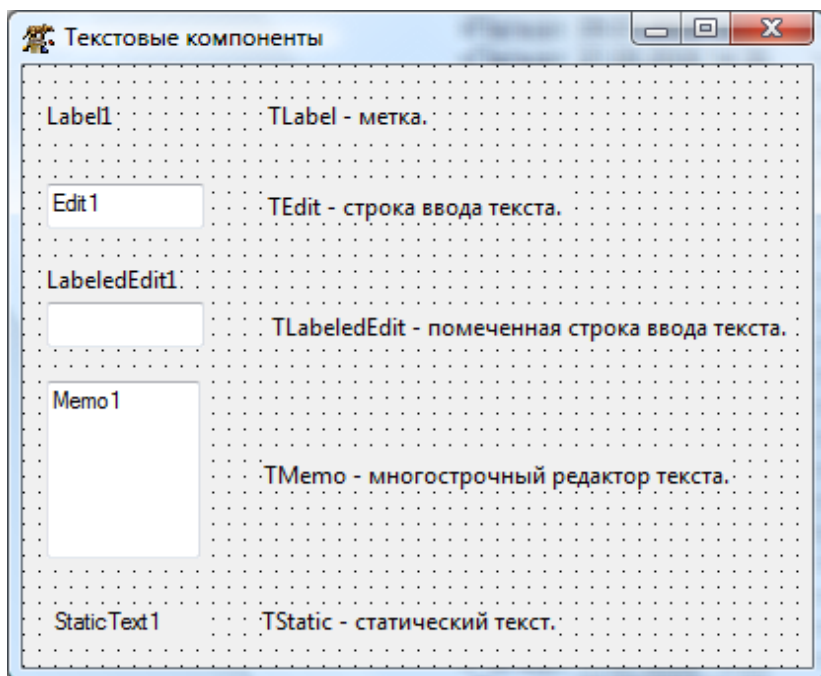 Текстовые компоненты
Label1 TLabel - метка.
Edit1 TEdit - строка ввода текста.
LabeledEdit1
TLabeledEdit - помеченная строка ввода текста.
Memo1
TMemo - многострочный редактор текста.
StaticText1 TStatic - статический текст.